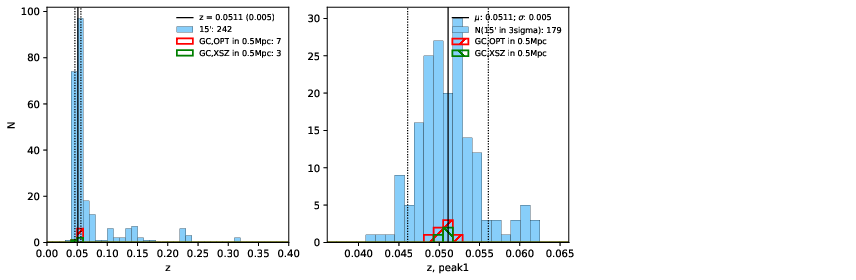 z = 0.0511 (0.005)
15': 242
GC,OPT in 0.5Mpc: 7
GC,XSZ in 0.5Mpc: 3
100
80
60
40
20
0
N
0.00 0.05 0.10 0.15 0.20 0.25 0.30 0.35 0.40
z
μ: 0.0511; σ: 0.005
N(15' in 3sigma): 179
GC,OPT in 0.5Mpc
GC,XSZ in 0.5Mpc
30
25
20
15
10
5
0
0.040 0.045 0.050 0.055 0.060 0.065
z, peak1